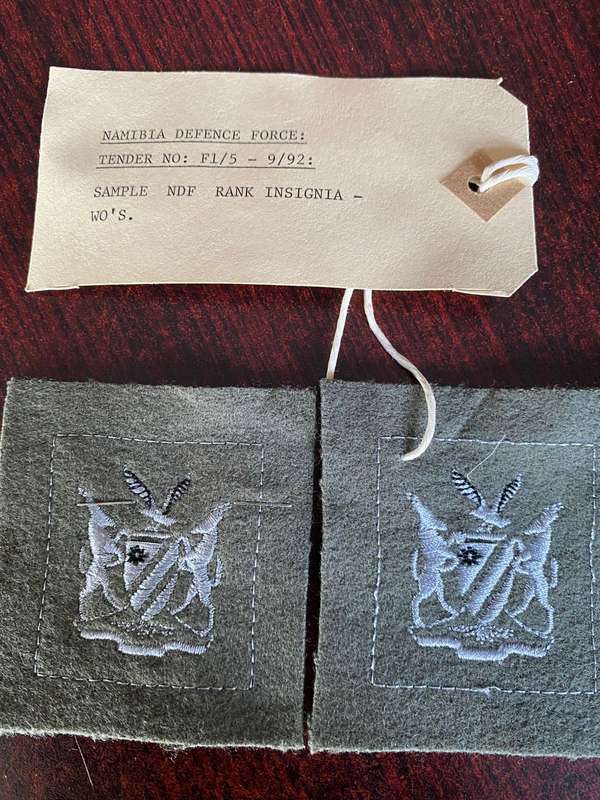 NAMIBIA DEFENCE FORCE:
TENDER NO: F1/5 - 9/92:
SAMPLE NDF RANK INSIGNIA -
WO'S.